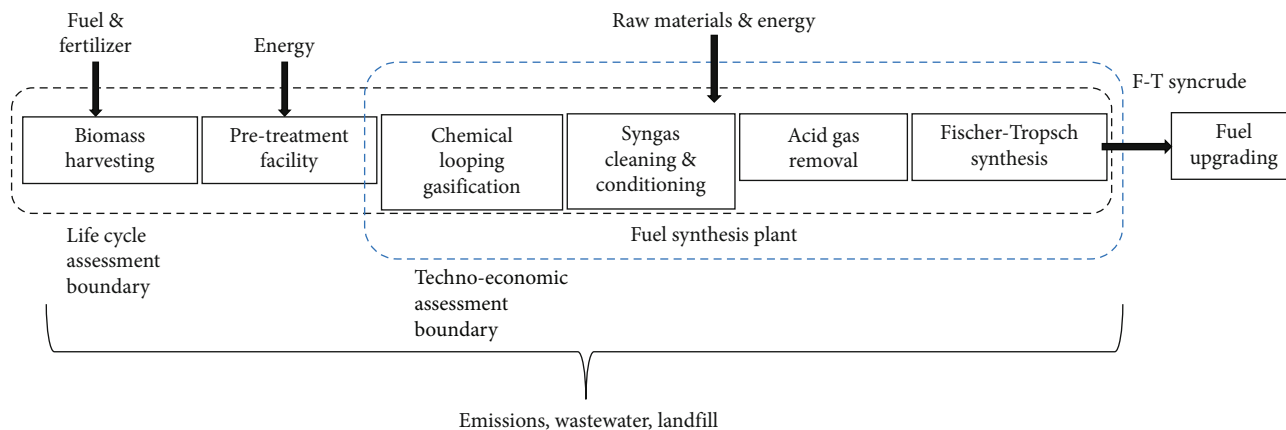 Fuel &
fertilizer
Energy
Raw materials & energy
F-T syncrude
Biomass
harvesting
Pre-treatment
facility
Chemical
looping
gasification
Syngas
cleaning &
conditioning
Acid gas
removal
Fischer-Tropsch
synthesis
Fuel
upgrading
Life cycle
assessment
boundary
Fuel synthesis plant
Techno-economic
assessment
boundary
Emissions, wastewater, landfill